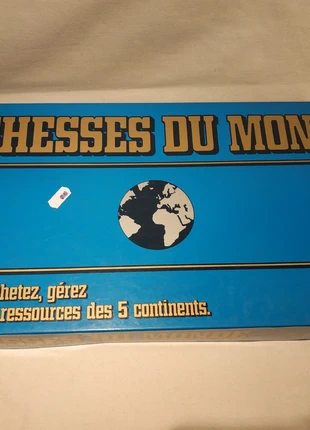 HESSES DU MON
hetez, gérez
ressources des 5 continents.